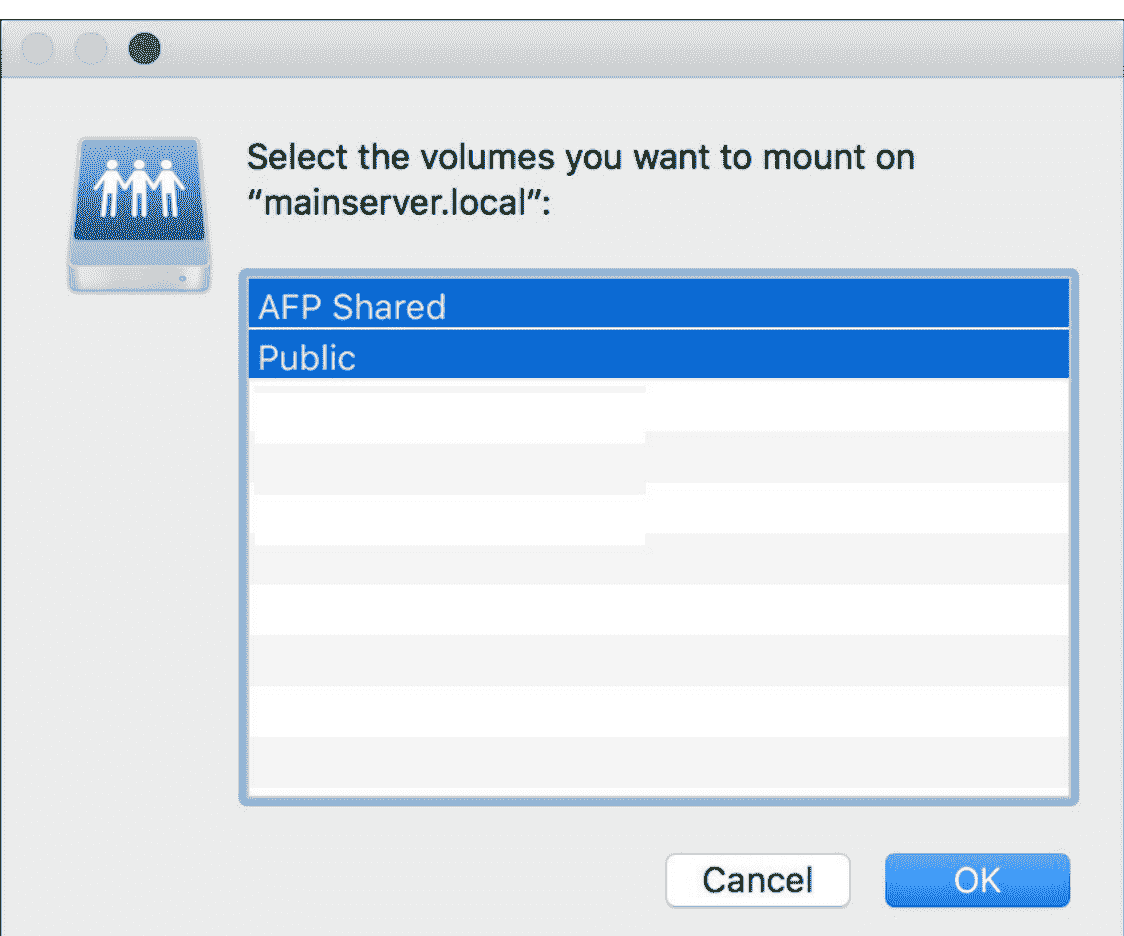 Select the volumes you want to mount on
“mainserver.local”:
AFP Shared
Public
Cancel
OK